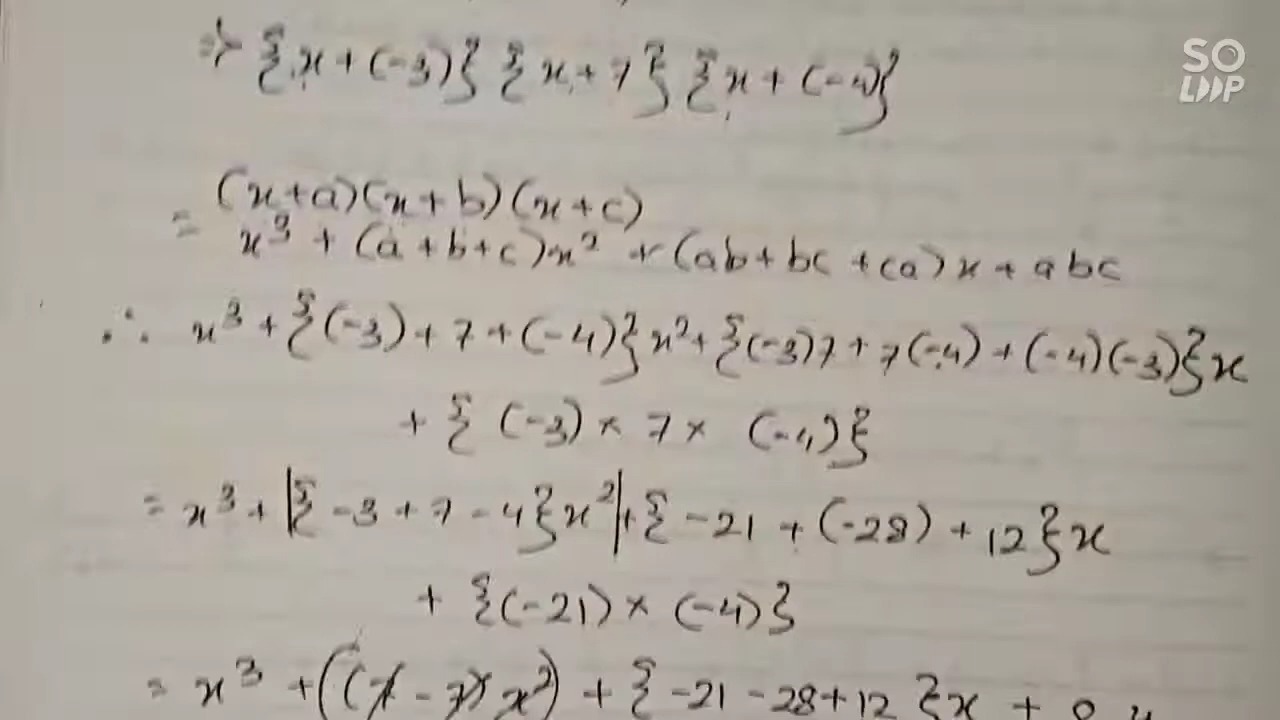 SO
LOOP
⇒ {x + (-3)} {x + 7} {x + (-4)}
(x+a)(x+b)(x+c)
= x³ + (a+b+c)x² + (ab+bc+ca)x + abc
∴ x³ + {(-3) + 7 + (-4)}x² + {(-3)7 + 7(-4) + (-4)(-3)}x
+ {(-3) × 7 × (-4)}
= x³ + |{-3 + 7 - 4}x²| + {-21 + (-28) + 12}x
+ {(-21) × (-4)}
= x³ + ((7 - 7) x²) + {-21 - 28 + 12}x +